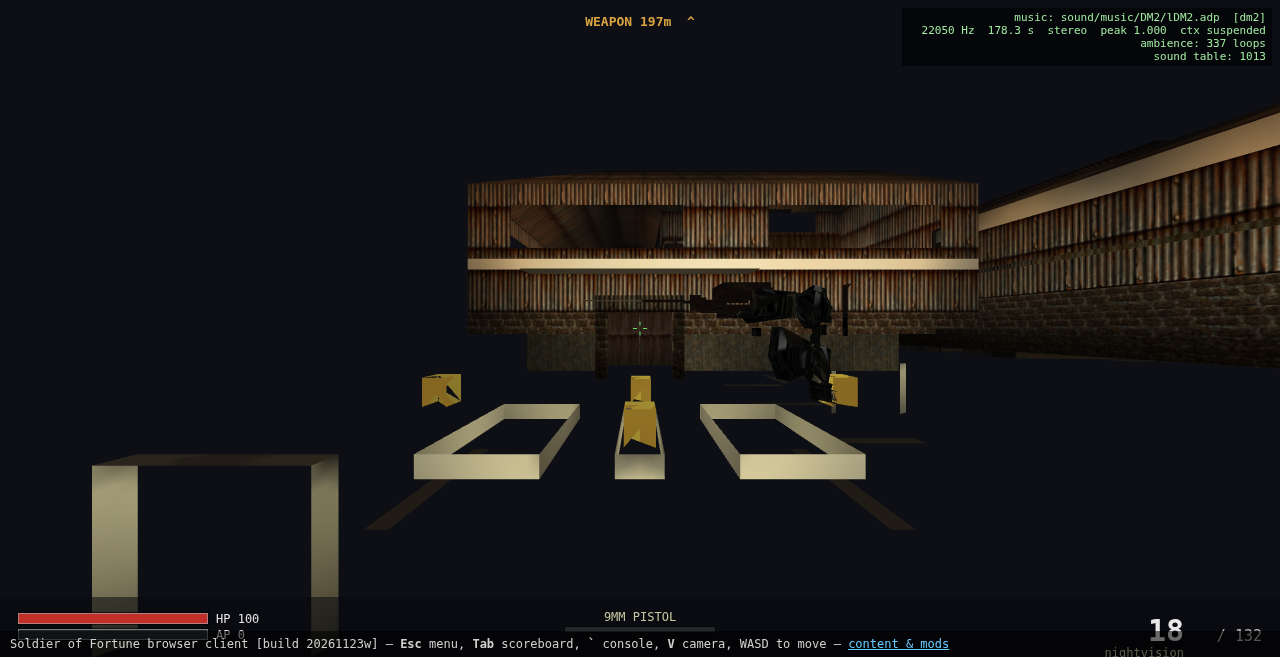 WEAPON 197m ^
music: sound/music/DM2/lDM2.adp [dm2]
22050 Hz 178.3 s stereo peak 1.000 ctx suspended
ambience: 337 loops
sound table: 1013
HP 100
AP 0
9MM PISTOL
18 / 132
Soldier of Fortune browser client [build 20261123w] — Esc menu, Tab scoreboard, ` console, V camera, WASD to move — content & mods
nightvision